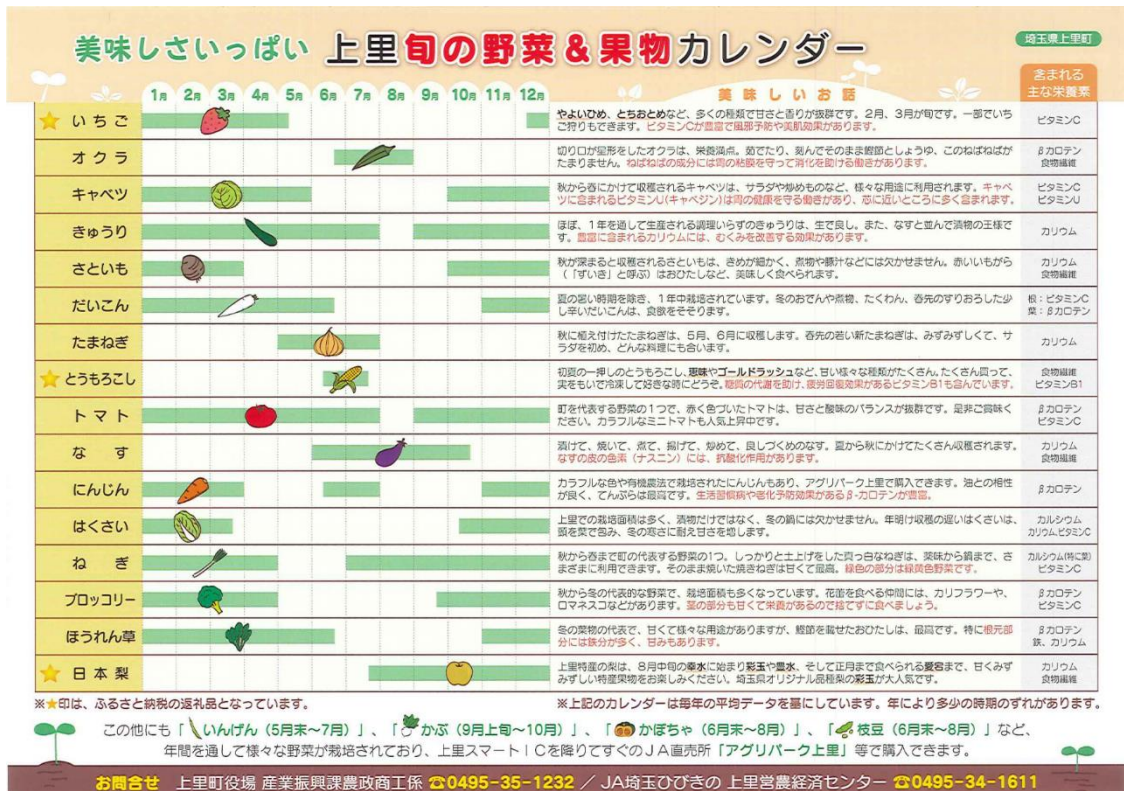 美味しさいっぱい 上里旬の野菜&果物カレンダー
埼玉県上里町
1月 2月 3月 4月 5月 6月 7月 8月 9月 10月 11月 12月
美味しいお話
含まれる
主な栄養素
いちご
やよいひめ、とちおとめなど、多くの種類で甘さと香りが抜群です。2月、3月が旬です。一部でいち
ご狩りもできます。ビタミンCが豊富で風邪予防や美肌効果があります。
ビタミンC
オクラ
切り口が星形をしたオクラは、栄養満点。茹でたり、刻んでそのまま鰹節としょうゆ、このねばねばが
たまりません。ねばねばの成分には胃の粘膜を守って消化を助ける働きがあります。
βカロテン
食物繊維
キャベツ
秋から春にかけて収穫されるキャベツは、サラダや炒めものなど、様々な用途に利用されます。キャベ
ツに含まれるビタミンU(キャベジン)は胃の健康を守る働きがあり、芯に近いところに多く含まれます。
ビタミンC
ビタミンU
きゅうり
ほぼ、1年を通して生産される調理いらずのきゅうりは、生で良し。また、なすと並んで漬物の王様で
す。豊富に含まれるカリウムには、むくみを改善する効果があります。
カリウム
さといも
秋が深まると収穫されるさといもは、きめが細かく、煮物や豚汁などには欠かせません。赤いいもがら
(「ずいき」と呼ぶ)はおひたしなど、美味しく食べられます。
カリウム
食物繊維
だいこん
夏の暑い時期を除き、1年中栽培されています。冬のおでんや煮物、たくわん、春先のすりおろした少
し辛いだいこんは、食欲をそそります。
根:ビタミンC
葉:βカロテン
たまねぎ
秋に植え付けたたまねぎは、5月、6月に収穫します。春先の若い新たまねぎは、みずみずしくて、サ
ラダを初め、どんな料理にも合います。
カリウム
とうもろこし
初夏の一押しのとうもろこし、恵味やゴールドラッシュなど、甘い様々な種類がたくさん。たくさん買って、
実をもいで冷凍して好きな時にどうぞ。糖質の代謝を助け、疲労回復効果があるビタミンB1も含んでいます。
食物繊維
ビタミンB1
トマト
町を代表する野菜の1つで、赤く色づいたトマトは、甘さと酸味のバランスが抜群です。是非ご賞味く
ださい。カラフルなミニトマトも人気上昇中です。
βカロテン
ビタミンC
なす
漬けて、焼いて、煮て、揚げて、炒めて、良しづくめのなす。夏から秋にかけてたくさん収穫されます。
なすの皮の色素(ナスニン)には、抗酸化作用があります。
カリウム
食物繊維
にんじん
カラフルな色や有機農法で栽培されたにんじんもあり、アグリパーク上里で購入できます。油との相性
が良く、てんぷらは最高です。生活習慣病や老化予防効果があるβ-カロテンが豊富。
βカロテン
はくさい
上里での栽培面積は多く、漬物だけではなく、冬の鍋には欠かせません。年明け収穫の遅いはくさいは、
頭を菜で包み、冬の寒さに耐え甘さを増します。
カルシウム
カリウム,ビタミンC
ねぎ
秋から春まで町の代表する野菜の1つ。しっかりと土上げをした真っ白なねぎは、薬味から鍋まで、さ
まざまに利用できます。そのまま焼いた焼きねぎは甘くて最高。緑色の部分は緑黄色野菜です。
カルシウム(特に葉)
ビタミンC
ブロッコリー
秋から冬の代表的な野菜で、栽培面積も多くなっています。花蕾を食べる仲間には、カリフラワーや、
ロマネスコなどがあります。茎の部分も甘くて栄養があるので捨てずに食べましょう。
βカロテン
ビタミンC
ほうれん草
冬の葉物の代表で、甘くて様々な用途がありますが、鰹節を載せたおひたしは、最高です。特に根元部
分には鉄分が多く、甘みもあります。
βカロテン
鉄、カリウム
日本梨
上里特産の梨は、8月中旬の幸水に始まり彩玉や豊水、そして正月まで食べられる愛宕まで、甘くみず
みずしい特産果物をお楽しみください。埼玉県オリジナル品種梨の彩玉が大人気です。
カリウム
食物繊維
※★印は、ふるさと納税の返礼品となっています。
※上記のカレンダーは毎年の平均データを基にしています。年により多少の時期のずれがあります。
この他にも「いんげん(5月末〜7月)」、「かぶ(9月上旬〜10月)」、「かぼちゃ(6月末〜8月)」、「枝豆(6月末〜8月)」など、
年間を通して様々な野菜が栽培されており、上里スマートICを降りてすぐのJA直売所「アグリパーク上里」等で購入できます。
お問合せ 上里町役場 産業振興課農政商工係 ☎0495-35-1232 / JA埼玉ひびきの 上里営農経済センター ☎0495-34-1611